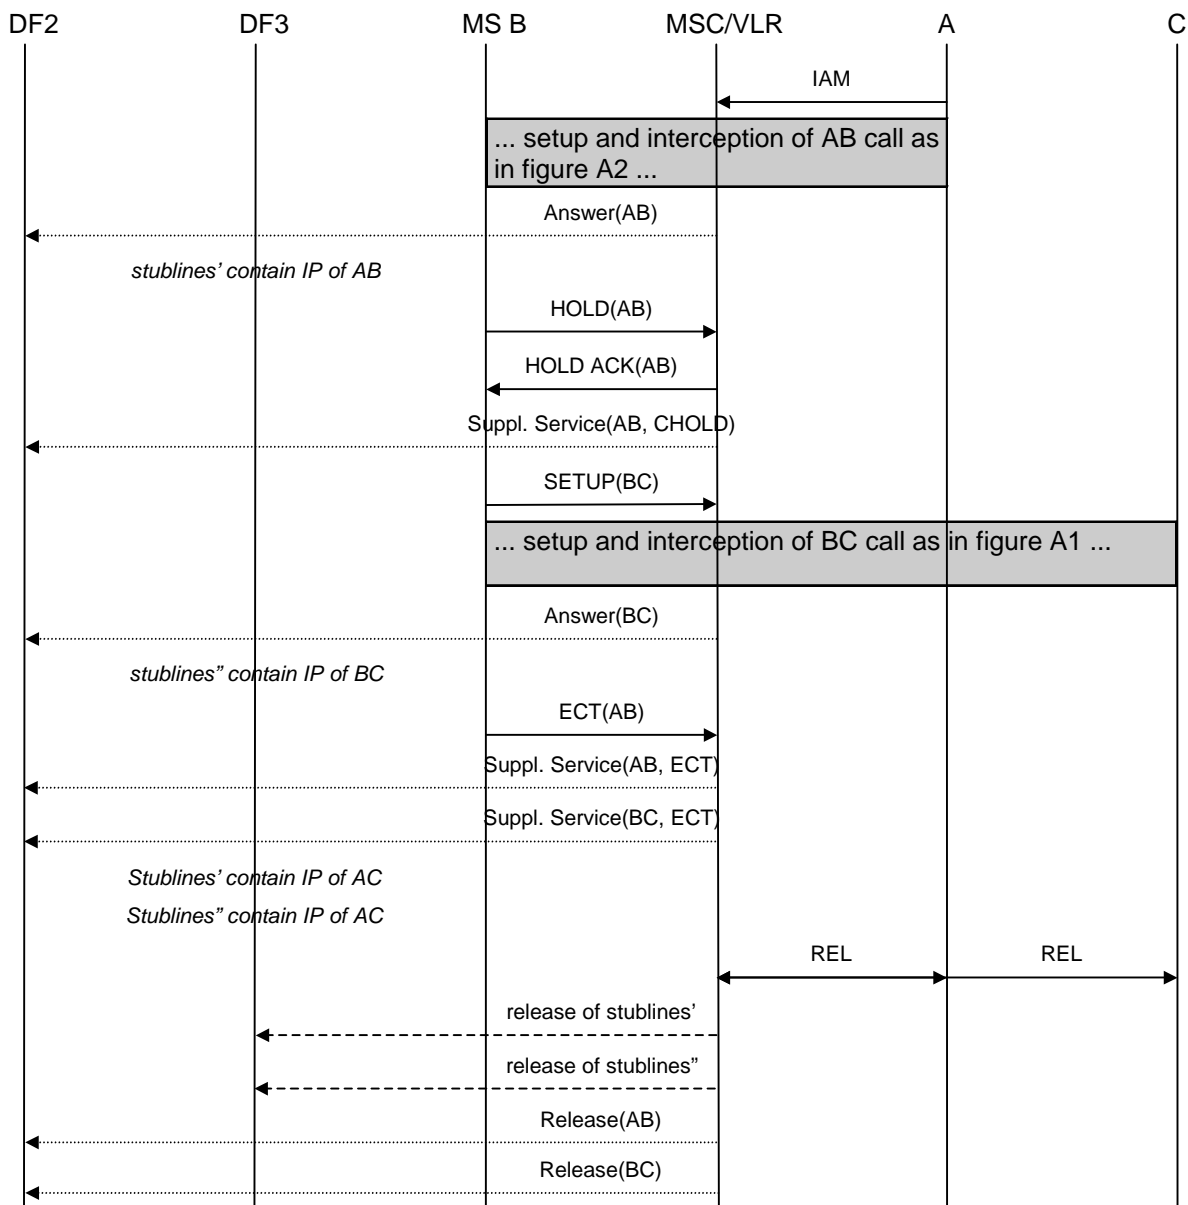 DF2 DF3 MS B MSC/VLR A C
IAM
... setup and interception of AB call as
in figure A2 ...
Answer(AB)
stublines’ contain IP of AB
HOLD(AB)
HOLD ACK(AB)
Suppl. Service(AB, CHOLD)
SETUP(BC)
... setup and interception of BC call as in figure A1 ...
Answer(BC)
stublines” contain IP of BC
ECT(AB)
Suppl. Service(AB, ECT)
Suppl. Service(BC, ECT)
Stublines’ contain IP of AC
Stublines” contain IP of AC
REL REL
release of stublines’
release of stublines”
Release(AB)
Release(BC)